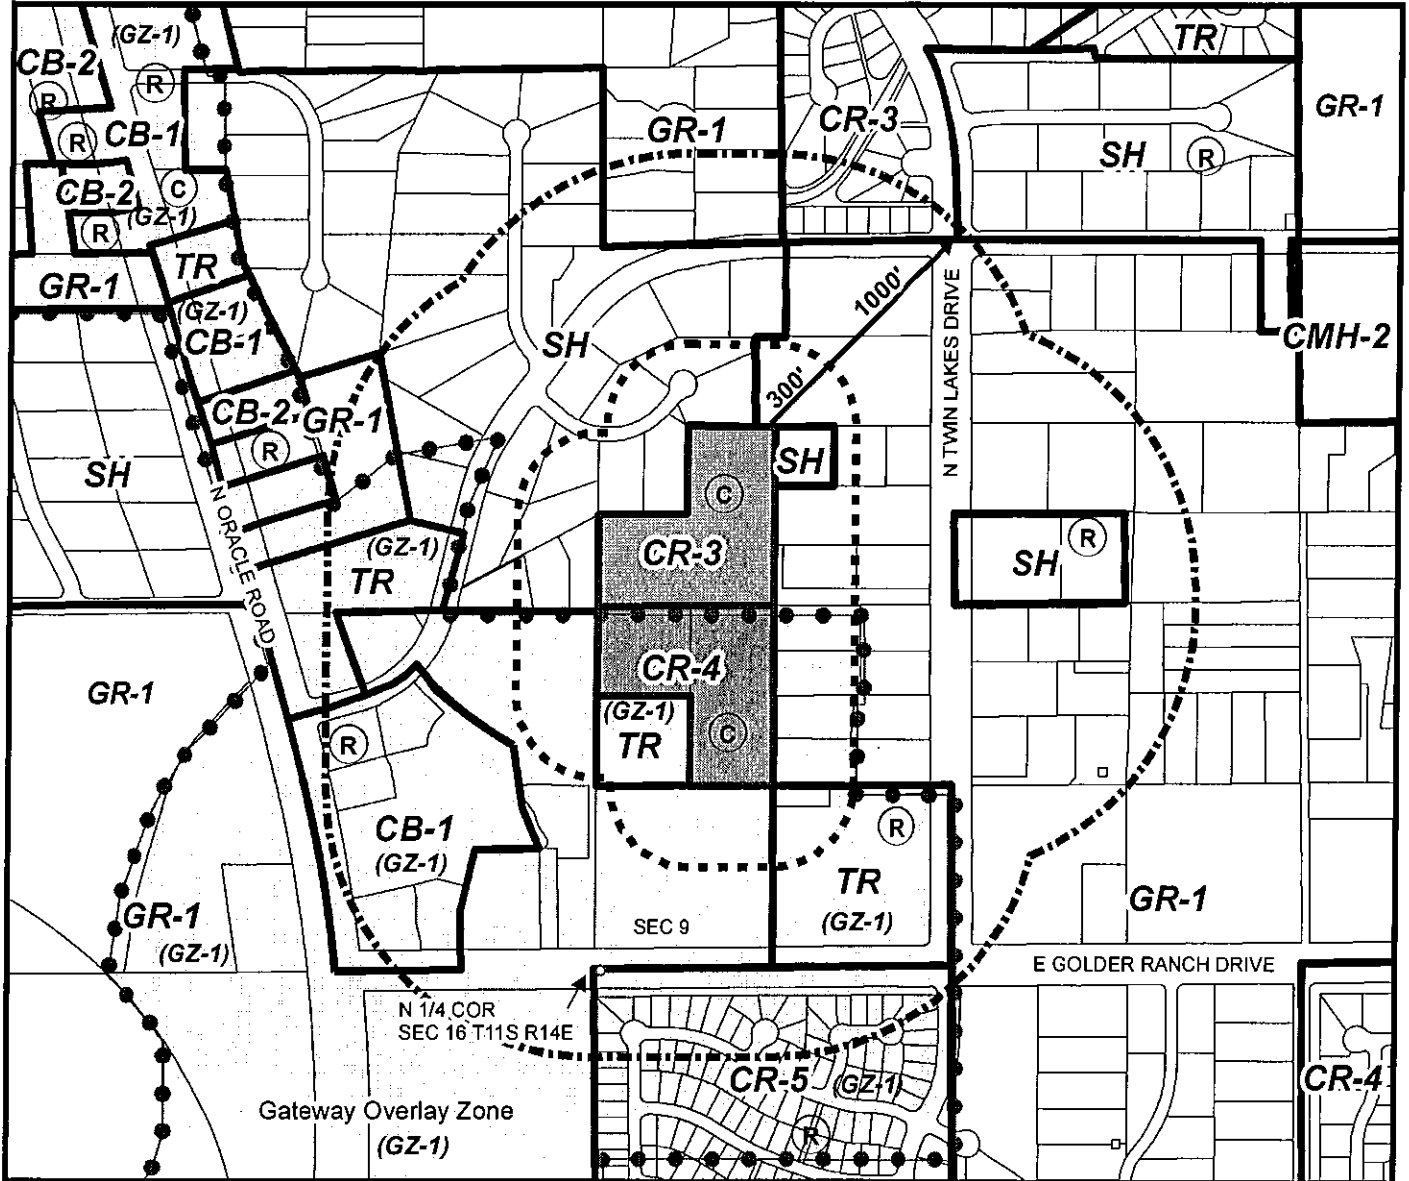 (GZ-1)
TR
CB-2
R
R
GR-1
CB-1
R
GR-1
CR-3
SH
R
CB-2
C
(GZ-1)
R
TR
GR-1
(GZ-1)
CB-1
1000'
N TWIN LAKES DRIVE
CMH-2
SH
300'
CB-2
GR-1
R
SH
SH
C
N ORACLE ROAD
(GZ-1)
TR
CR-3
SH
R
CR-4
GR-1
(GZ-1)
TR
C
R
CB-1
(GZ-1)
R
TR
(GZ-1)
GR-1
GR-1
(GZ-1)
SEC 9
E GOLDER RANCH DRIVE
N 1/4 COR
SEC 16 T11S R14E
CR-5
(GZ-1)
CR-4
Gateway Overlay Zone
(GZ-1)
R